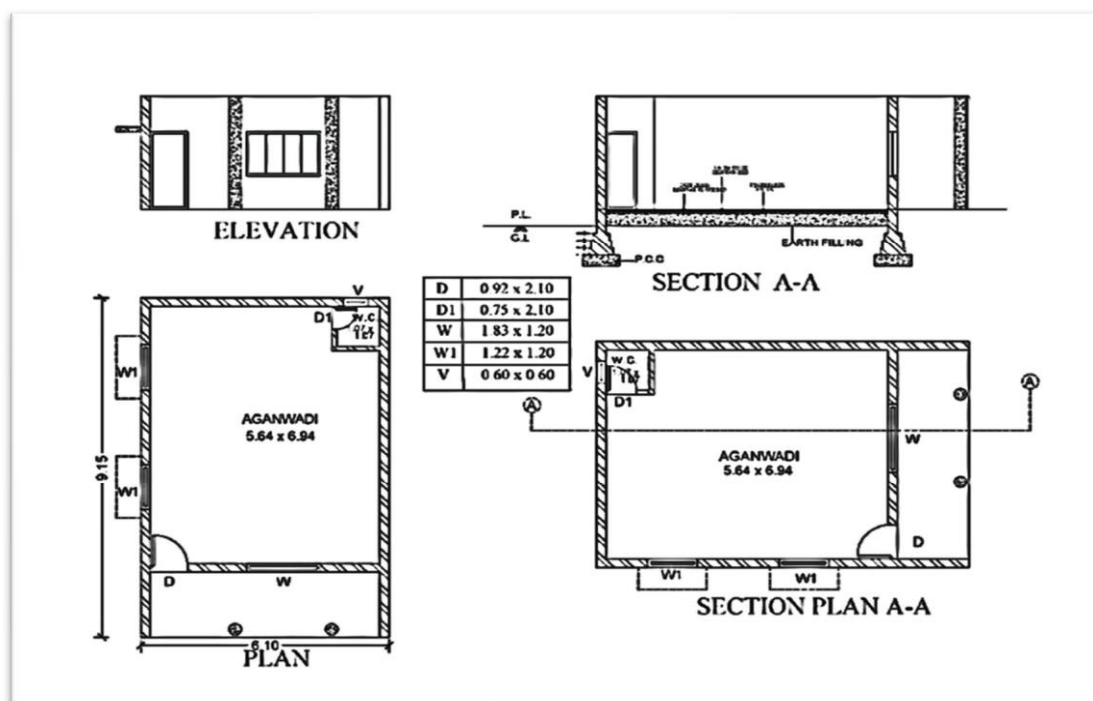 ELEVATION
P.L.
G.L
EARTH FILLING
P.C.C
SECTION A-A
D 0.92 x 2.10
D1 0.75 x 2.10
W 1.83 x 1.20
W1 1.22 x 1.20
V 0.60 x 0.60
V
D1
W.C
W1
AGANWADI
5.64 x 6.94
9.15
W1
D
W
6.10
PLAN
V
W.C.
D1
A
A
W
AGANWADI
5.64 x 6.94
D
W1
W1
SECTION PLAN A-A